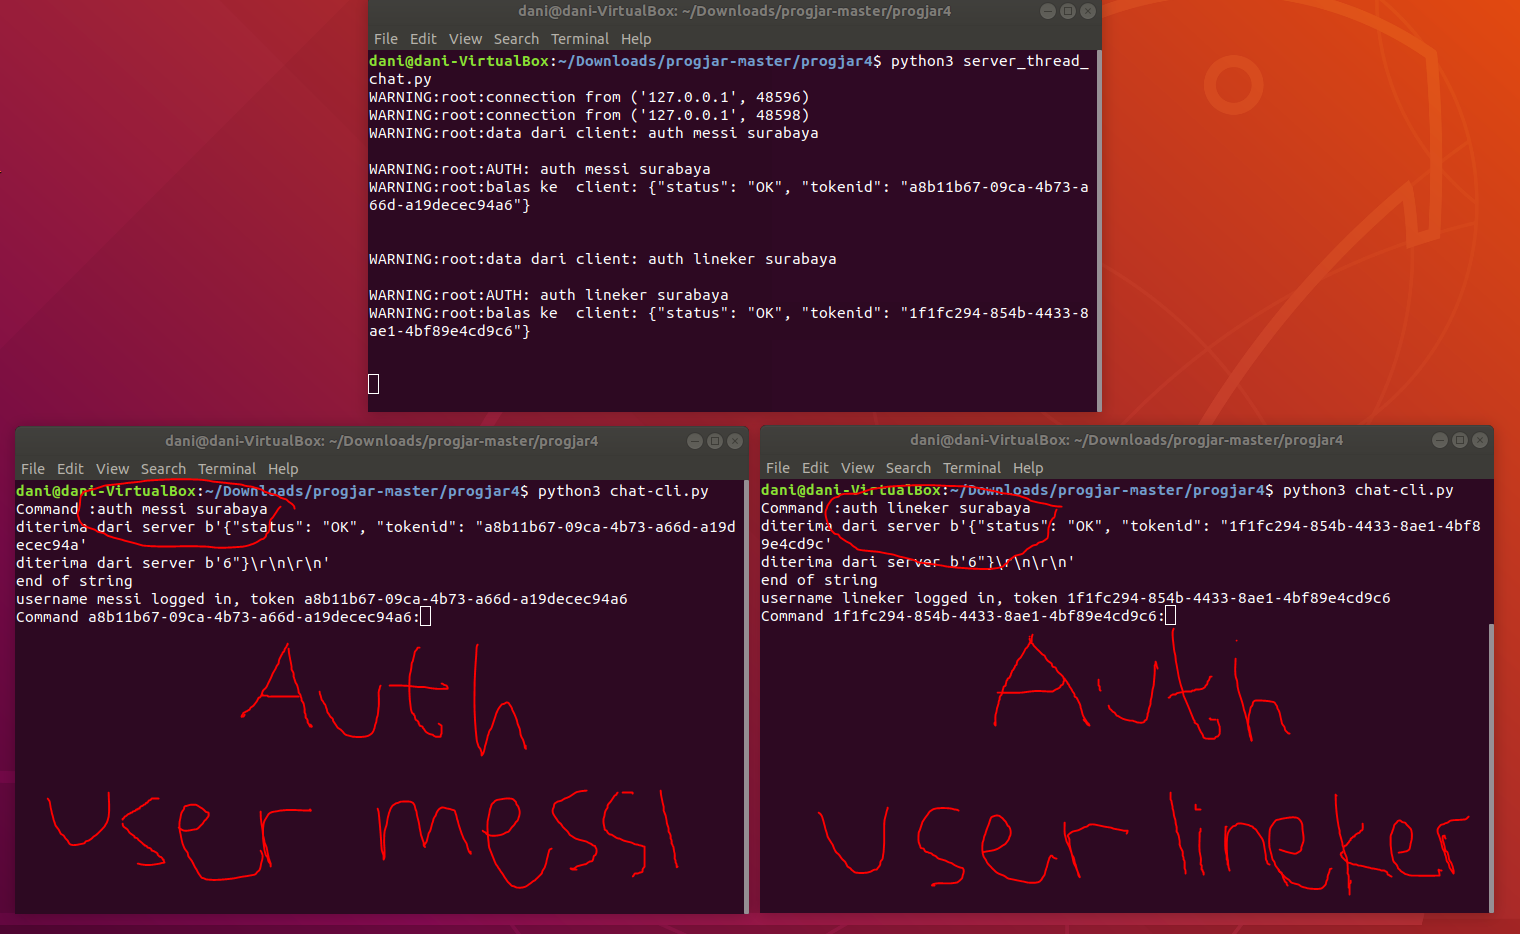 dani@dani-VirtualBox: ~/Downloads/progjar-master/progjar4
File Edit View Search Terminal Help
dani@dani-VirtualBox:~/Downloads/progjar-master/progjar4$ python3 server_thread_
chat.py
WARNING:root:connection from ('127.0.0.1', 48596)
WARNING:root:connection from ('127.0.0.1', 48598)
WARNING:root:data dari client: auth messi surabaya
WARNING:root:AUTH: auth messi surabaya
WARNING:root:balas ke  client: {"status": "OK", "tokenid": "a8b11b67-09ca-4b73-a
66d-a19decec94a6"}
WARNING:root:data dari client: auth lineker surabaya
WARNING:root:AUTH: auth lineker surabaya
WARNING:root:balas ke  client: {"status": "OK", "tokenid": "1f1fc294-854b-4433-8
ae1-4bf89e4cd9c6"}
dani@dani-VirtualBox: ~/Downloads/progjar-master/progjar4
File Edit View Search Terminal Help
dani@dani-VirtualBox:~/Downloads/progjar-master/progjar4$ python3 chat-cli.py
Command :auth messi surabaya
diterima dari server b'{"status": "OK", "tokenid": "a8b11b67-09ca-4b73-a66d-a19d
ecec94a'
diterima dari server b'6"}\r\n\r\n'
end of string
username messi logged in, token a8b11b67-09ca-4b73-a66d-a19decec94a6
Command a8b11b67-09ca-4b73-a66d-a19decec94a6:
Auth
user messi
dani@dani-VirtualBox: ~/Downloads/progjar-master/progjar4
File Edit View Search Terminal Help
dani@dani-VirtualBox:~/Downloads/progjar-master/progjar4$ python3 chat-cli.py
Command :auth lineker surabaya
diterima dari server b'{"status": "OK", "tokenid": "1f1fc294-854b-4433-8ae1-4bf8
9e4cd9c'
diterima dari server b'6"}\r\n\r\n'
end of string
username lineker logged in, token 1f1fc294-854b-4433-8ae1-4bf89e4cd9c6
Command 1f1fc294-854b-4433-8ae1-4bf89e4cd9c6:
Auth
user lineker